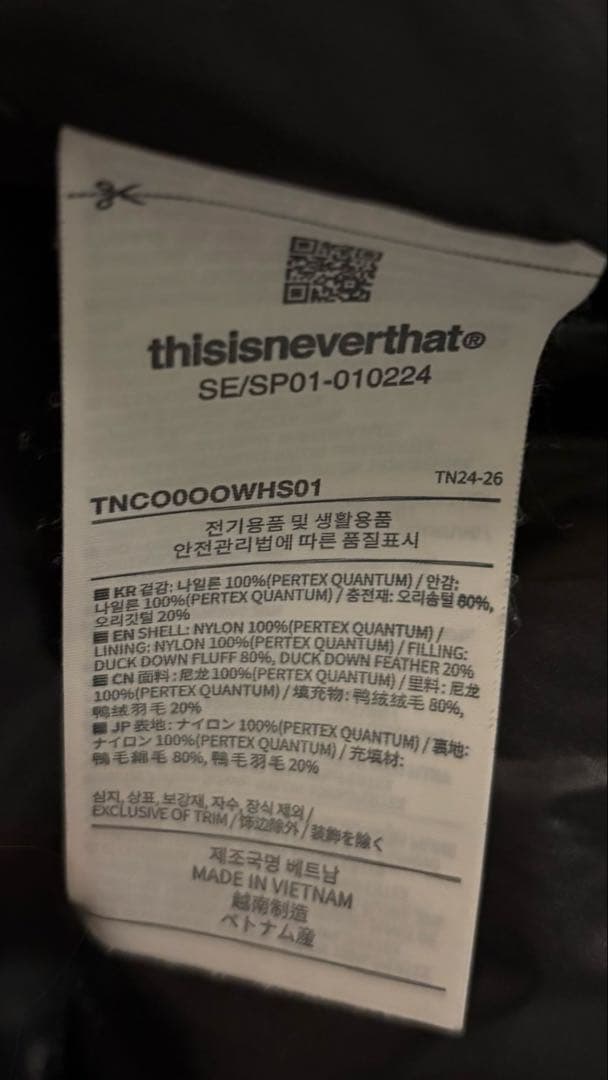 thisisneverthat®
SE/SP01-010224
TN24-26
TNCO0OOWHS01
전기용품 및 생활용품
안전관리법에 따른 품질표시
KR 겉감: 나일론 100%(PERTEX QUANTUM) / 안감:
나일론 100%(PERTEX QUANTUM) / 충전재: 오리솜털 80%,
오리깃털 20%
EN SHELL: NYLON 100%(PERTEX QUANTUM) /
LINING: NYLON 100%(PERTEX QUANTUM) / FILLING:
DUCK DOWN FLUFF 80%, DUCK DOWN FEATHER 20%
CN 面料: 尼龙 100%(PERTEX QUANTUM) / 里料: 尼龙
100%(PERTEX QUANTUM) / 填充物: 鸭绒绒毛 80%,
鸭绒羽毛 20%
JP 表地: ナイロン 100%(PERTEX QUANTUM) / 裏地:
ナイロン 100%(PERTEX QUANTUM) / 充填材:
鴨毛綿毛 80%, 鴨毛羽毛 20%
심지, 상표, 보강재, 자수, 장식 제외 /
EXCLUSIVE OF TRIM / 饰边除外 / 装飾を除く
제조국명 베트남
MADE IN VIETNAM
越南制造
ベトナム産